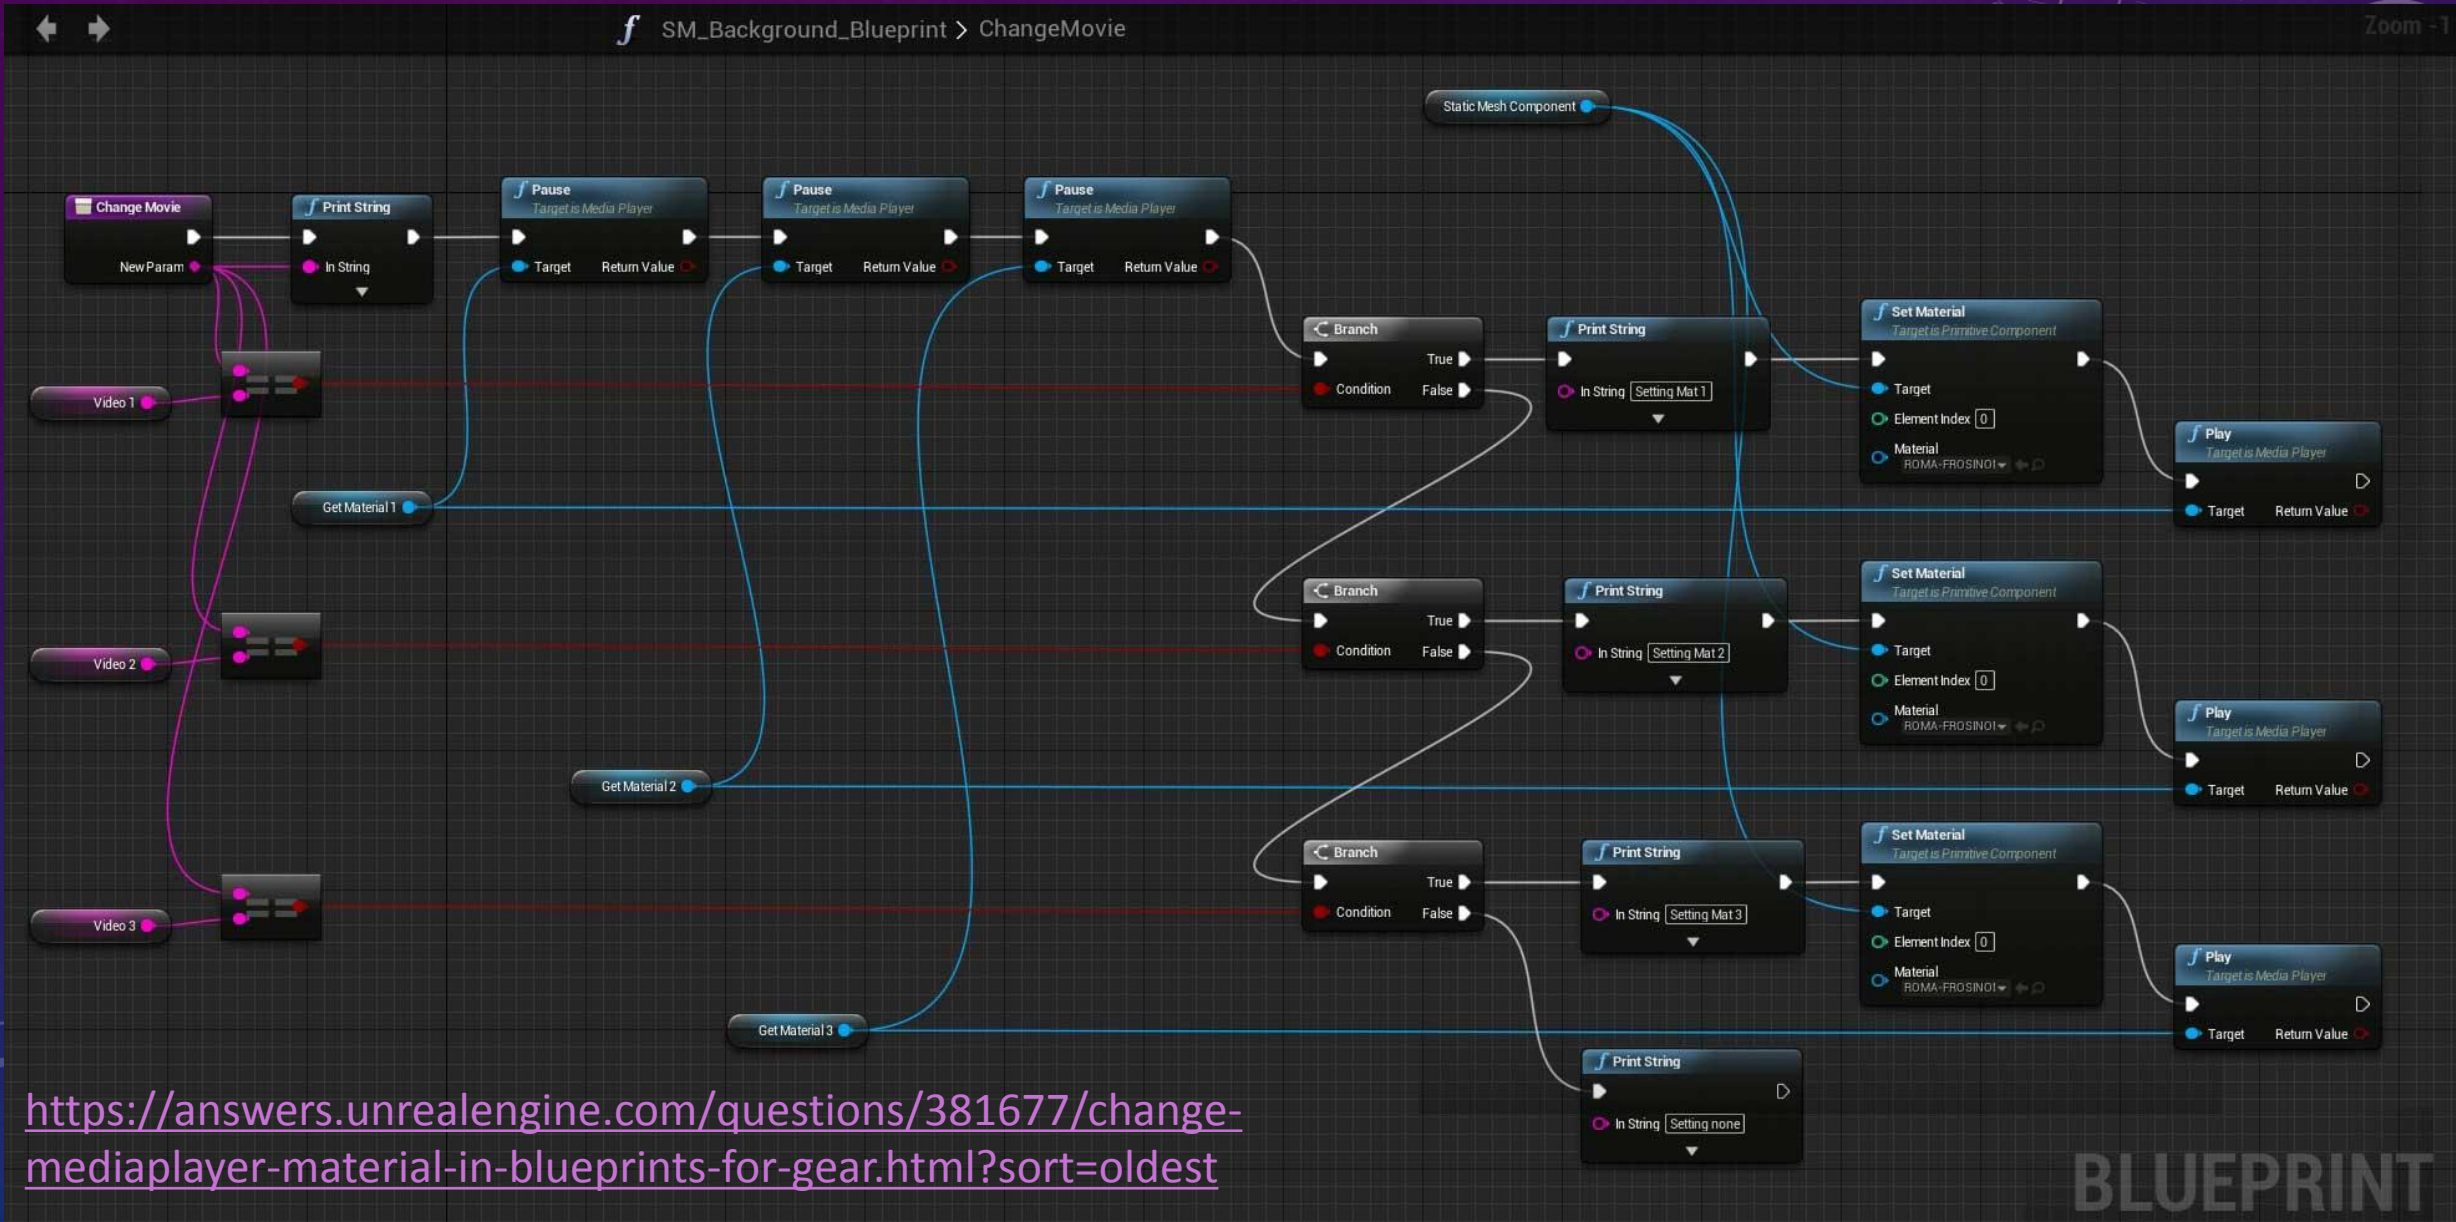 SM_Background_Blueprint > ChangeMovie
Zoom -1
Static Mesh Component
Change Movie
New Param
Print String
In String
Pause
Target is Media Player
Target Return Value
Pause
Target is Media Player
Target Return Value
Pause
Target is Media Player
Target Return Value
Video 1
Get Material 1
Branch
True
Condition False
Print String
In String Setting Mat 1
Set Material
Target is Primitive Component
Target
Element Index 0
Material
ROMA-FROSINO1
Play
Target is Media Player
Target Return Value
Video 2
Get Material 2
Branch
True
Condition False
Print String
In String Setting Mat 2
Set Material
Target is Primitive Component
Target
Element Index 0
Material
ROMA-FROSINO1
Play
Target is Media Player
Target Return Value
Video 3
Get Material 3
Branch
True
Condition False
Print String
In String Setting Mat 3
Set Material
Target is Primitive Component
Target
Element Index 0
Material
ROMA-FROSINO1
Play
Target is Media Player
Target Return Value
Print String
In String Setting none
https://answers.unrealengine.com/questions/381677/change-
mediaplayer-material-in-blueprints-for-gear.html?sort=oldest
BLUEPRINT